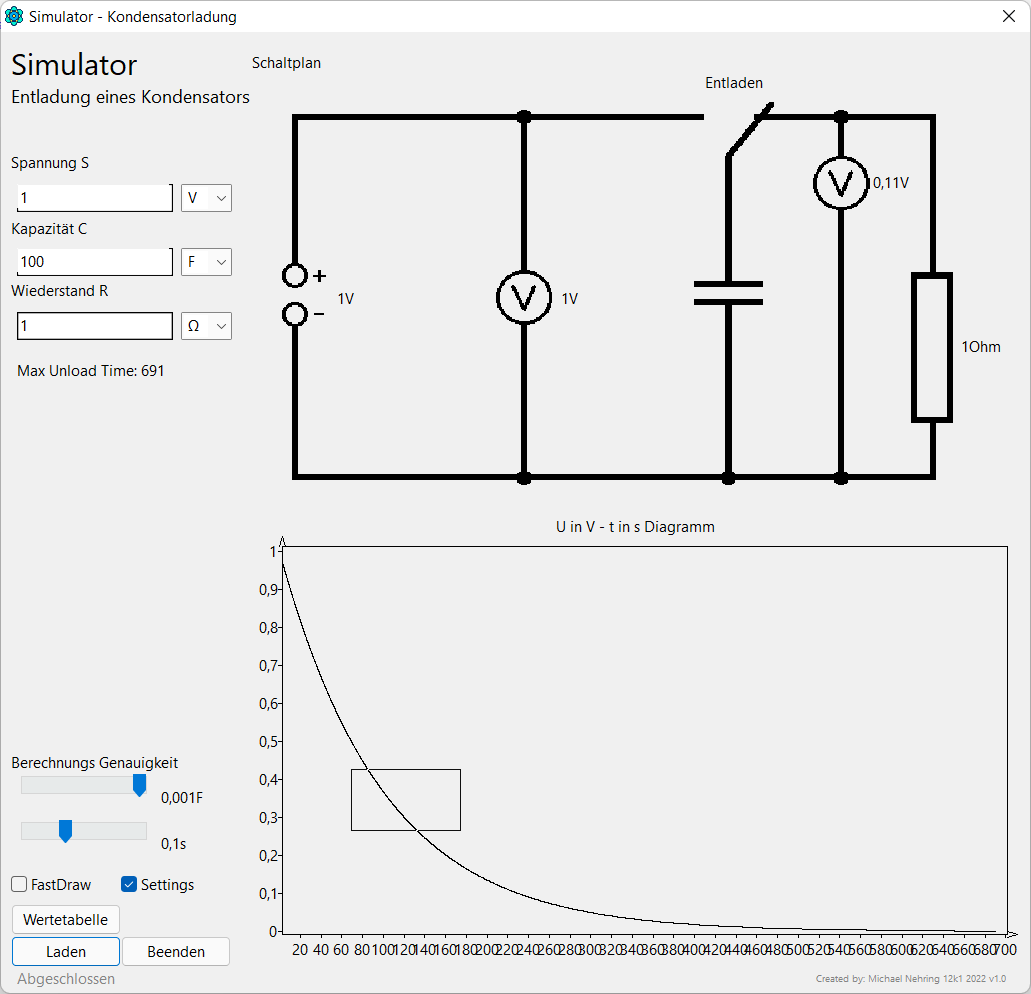 Simulator - Kondensatorladung
Simulator
Entladung eines Kondensators
Schaltplan
Entladen
Spannung S
1
V
Kapazität C
100
F
Wiederstand R
1
Ω
Max Unload Time: 691
+
−
1V
V
1V
V
0,11V
1Ohm
U in V - t in s Diagramm
1
0,9
0,8
0,7
0,6
0,5
0,4
0,3
0,2
0,1
0
20 40 60 80 100 120 140 160 180 200 220 240 260 280 300 320 340 360 380 400 420 440 460 480 500 520 540 560 580 600 620 640 660 680 700
Berechnungs Genauigkeit
0,001F
0,1s
FastDraw
Settings
Wertetabelle
Laden
Beenden
Abgeschlossen
Created by: Michael Nehring 12k1 2022 v1.0